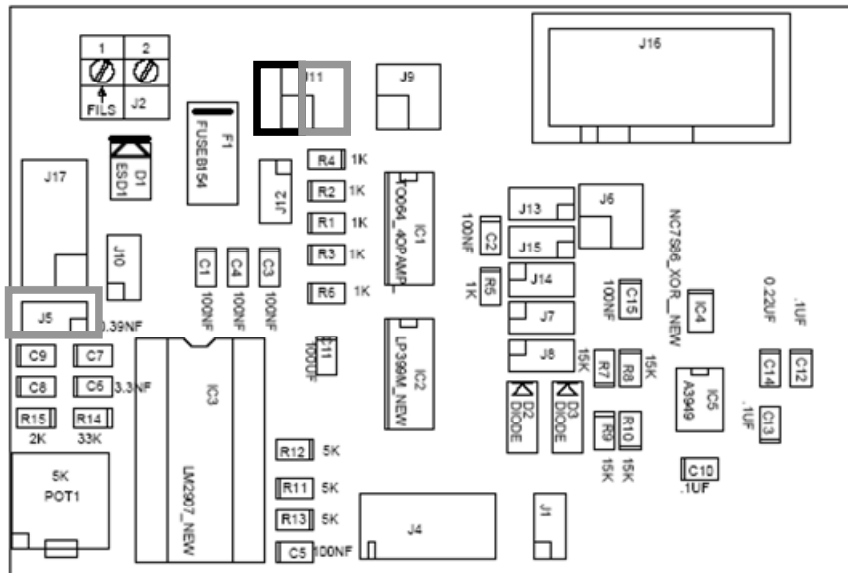 1 2
J2
FILS
J11
J9
J16
F1
FUSEB154
D1
ESD1
J17
J12
R4 1K
R2 1K
R1 1K
R3 1K
R6 1K
IC1
TO064_4OPAMP
J13
J15
J14
J7
J8
J6
C2
100NF
R5
1K
NC7S86_XOR__NEW
IC4
C15
100NF
0.22UF
.1UF
C14
C12
J10
C1
C4
C3
100NF
100NF
100NF
J5
0.39NF
C9
C7
C8
C6
3.3NF
R15
R14
2K
33K
5K
POT1
IC3
LM2907_NEW
C11
100UF
IC2
LP399M_NEW
15K
R7
R8
15K
D2
DIODE
D3
DIODE
R9
R10
15K
15K
IC5
A3949
.1UF
C13
C10
.1UF
R12 5K
R11 5K
R13 5K
C5 100NF
J4
J1